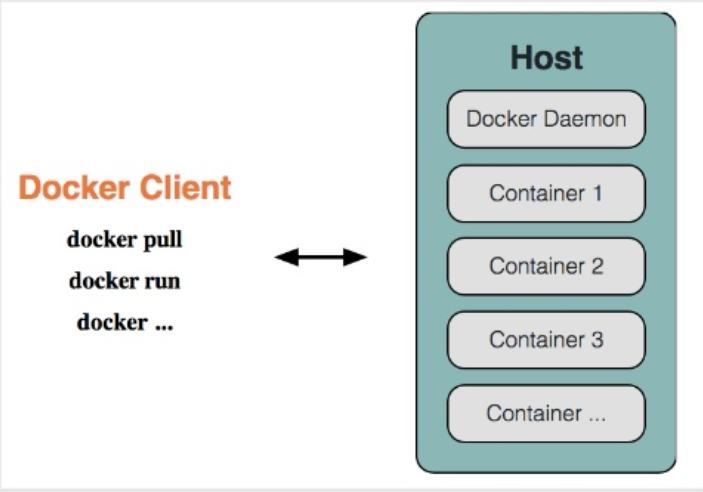 Docker Client
docker pull
docker run
docker ...
Host
Docker Daemon
Container 1
Container 2
Container 3
Container ...